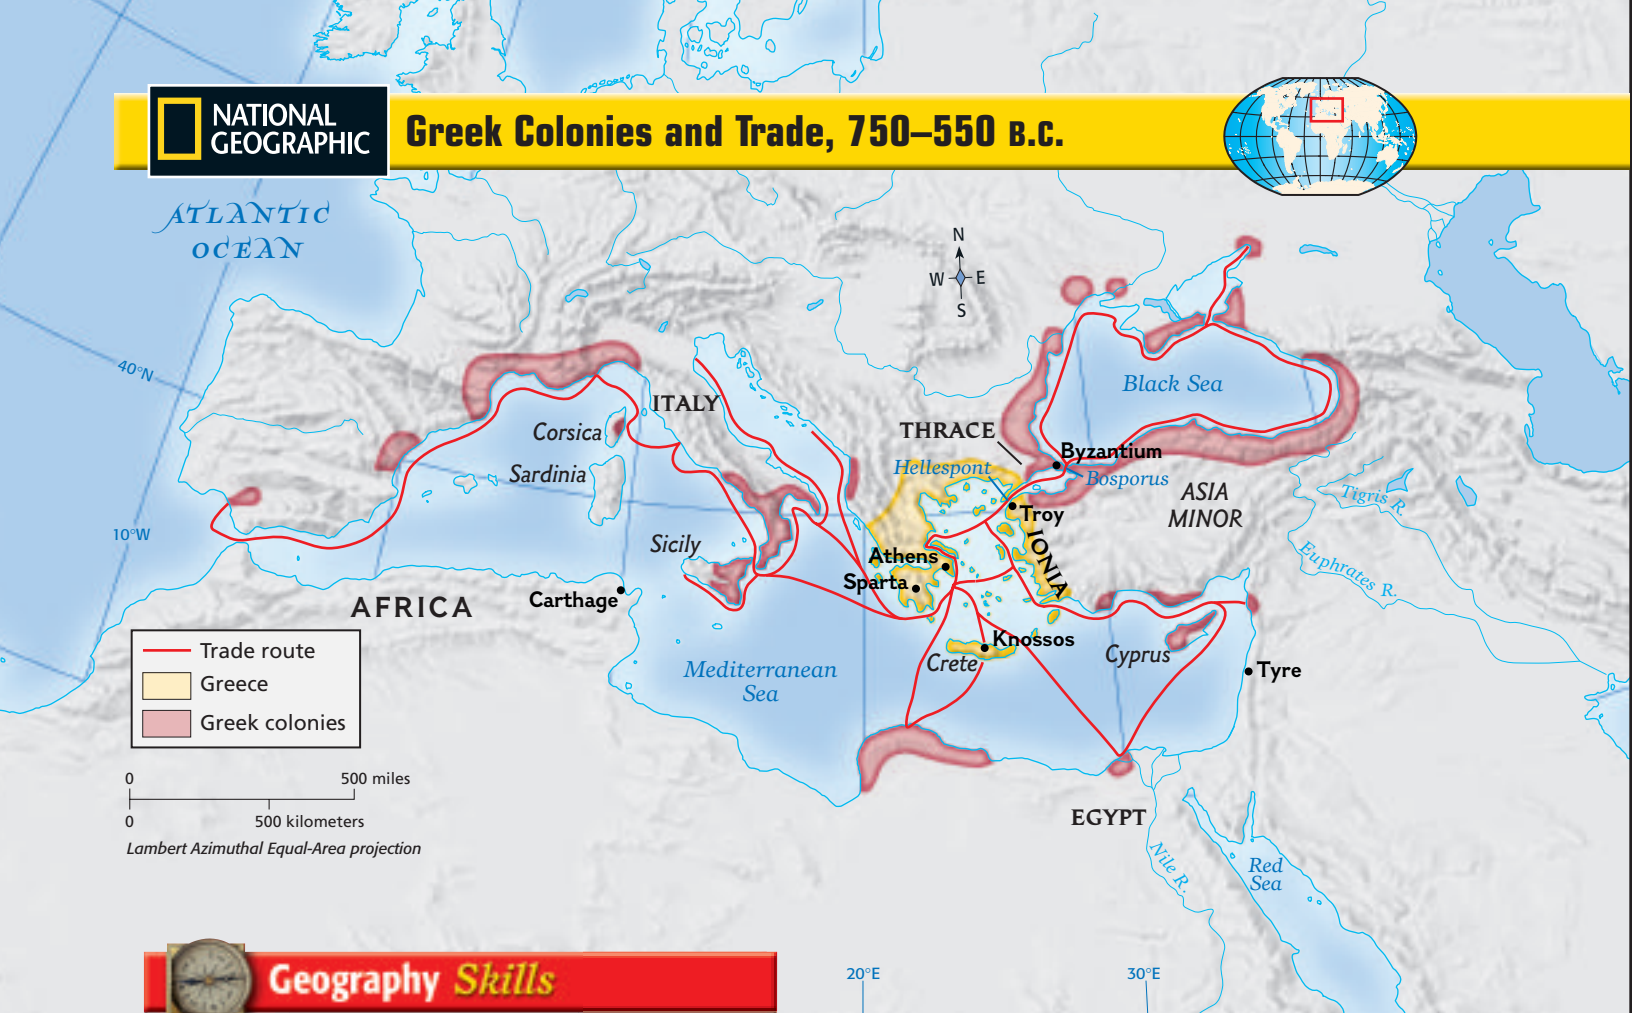 NATIONAL
GEOGRAPHIC
Greek Colonies and Trade, 750–550 B.C.
ATLANTIC
OCEAN
N
W E
S
40°N
ITALY
Black Sea
Corsica
THRACE
Byzantium
Hellespont
Sardinia
Bosporus
ASIA
MINOR
Tigris R.
Troy
10°W
Sicily
IONIA
Athens
Euphrates R.
Sparta
Carthage
AFRICA
Knossos
Crete
Cyprus
Tyre
Mediterranean
Sea
Trade route
Greece
Greek colonies
0 500 miles
0 500 kilometers
Lambert Azimuthal Equal-Area projection
EGYPT
Nile R.
Red
Sea
20°E
30°E
Geography Skills